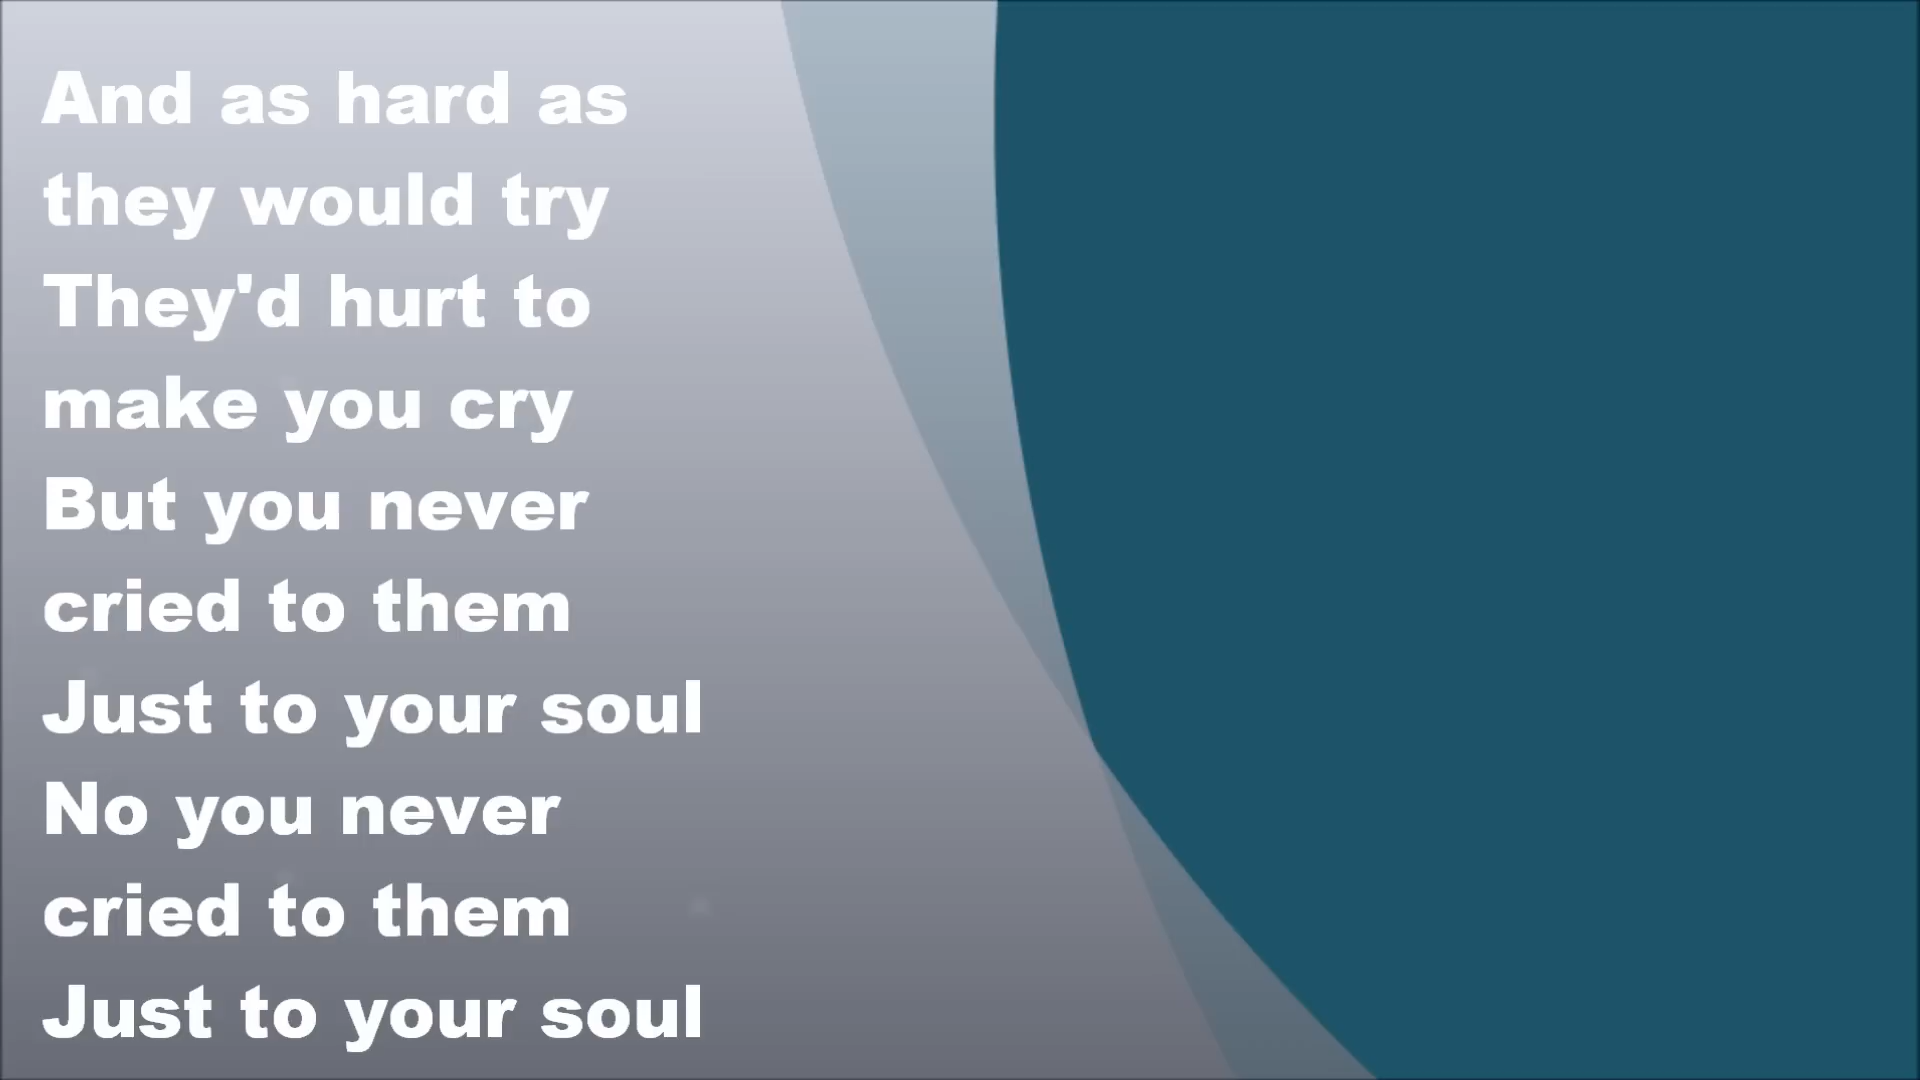 And as hard as
they would try
They'd hurt to
make you cry
But you never
cried to them
Just to your soul
No you never
cried to them
Just to your soul